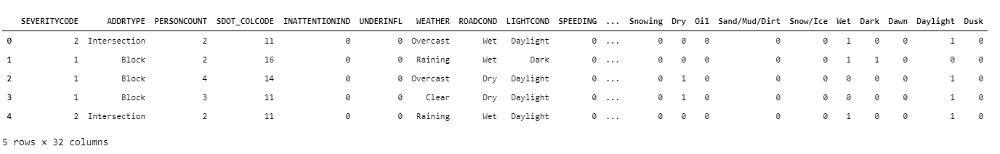 SEVERITYCODE ADDRTYPE PERSONCOUNT SDOT_COLCODE INATTENTIONIND UNDERINFL WEATHER ROADCOND LIGHTCOND SPEEDING ... Snowing Dry Oil Sand/Mud/Dirt Snow/Ice Wet Dark Dawn Daylight Dusk
0 2 Intersection 2 11 0 0 Overcast Wet Daylight 0 ... 0 0 0 0 0 1 0 0 1 0
1 1 Block 2 16 0 0 Raining Wet Dark 0 ... 0 0 0 0 0 1 1 0 0 0
2 1 Block 4 14 0 0 Overcast Dry Daylight 0 ... 0 1 0 0 0 0 0 0 1 0
3 1 Block 3 11 0 0 Clear Dry Daylight 0 ... 0 1 0 0 0 0 0 0 1 0
4 2 Intersection 2 11 0 0 Raining Wet Daylight 0 ... 0 0 0 0 0 1 0 0 1 0
5 rows × 32 columns